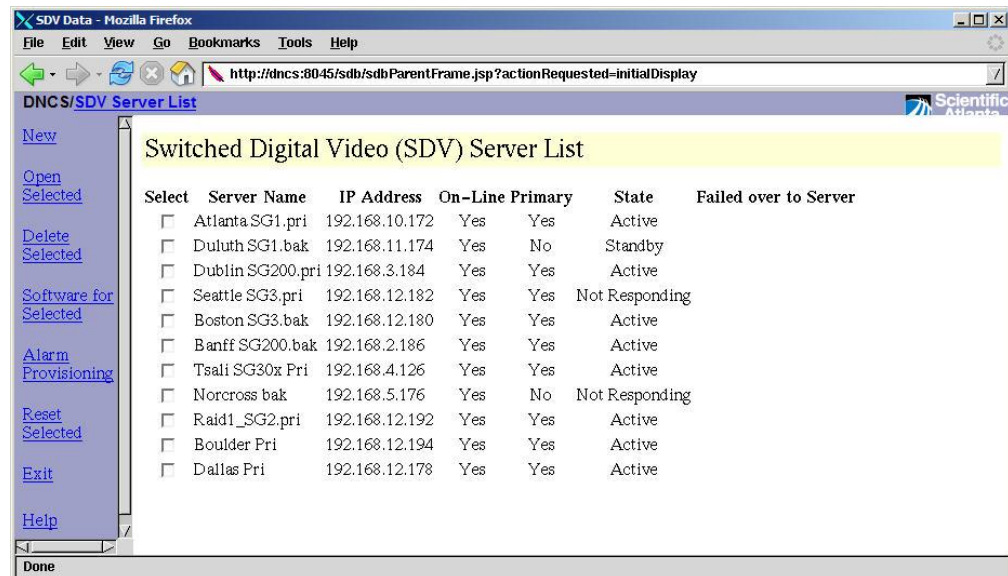 SDV Data - Mozilla Firefox
File Edit View Go Bookmarks Tools Help
http://dncs:8045/sdb/sdbParentFrame.jsp?actionRequested=initialDisplay
DNCS/SDV Server List
Scientific
Atlanta
New
Open
Selected
Delete
Selected
Software for
Selected
Alarm
Provisioning
Reset
Selected
Exit
Help
Switched Digital Video (SDV) Server List
Select Server Name IP Address On-Line Primary State Failed over to Server
Atlanta SG1.pri 192.168.10.172 Yes Yes Active
Duluth SG1.bak 192.168.11.174 Yes No Standby
Dublin SG200.pri 192.168.3.184 Yes Yes Active
Seattle SG3.pri 192.168.12.182 Yes Yes Not Responding
Boston SG3.bak 192.168.12.180 Yes Yes Active
Banff SG200.bak 192.168.2.186 Yes Yes Active
Tsali SG30x Pri 192.168.4.126 Yes Yes Active
Norcross bak 192.168.5.176 Yes No Not Responding
Raid1_SG2.pri 192.168.12.192 Yes Yes Active
Boulder Pri 192.168.12.194 Yes Yes Active
Dallas Pri 192.168.12.178 Yes Yes Active
Done